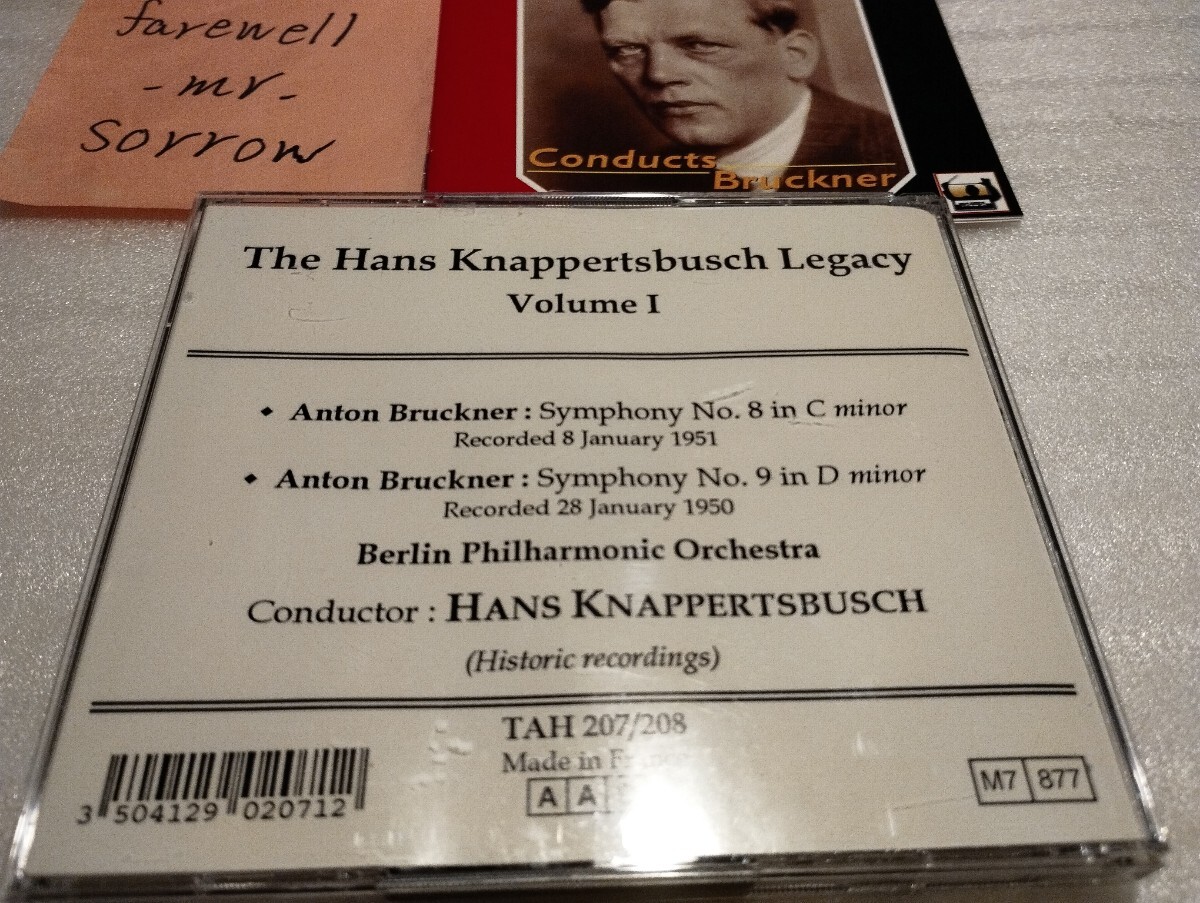 farewell
-mr-
sorrow
Conducts
Bruckner
The Hans Knappertsbusch Legacy
Volume I
◆ Anton Bruckner : Symphony No. 8 in C minor
Recorded 8 January 1951
◆ Anton Bruckner : Symphony No. 9 in D minor
Recorded 28 January 1950
Berlin Philharmonic Orchestra
Conductor : HANS KNAPPERTSBUSCH
(Historic recordings)
TAH 207/208
Made in
A A
3 504129 020712
M7 877